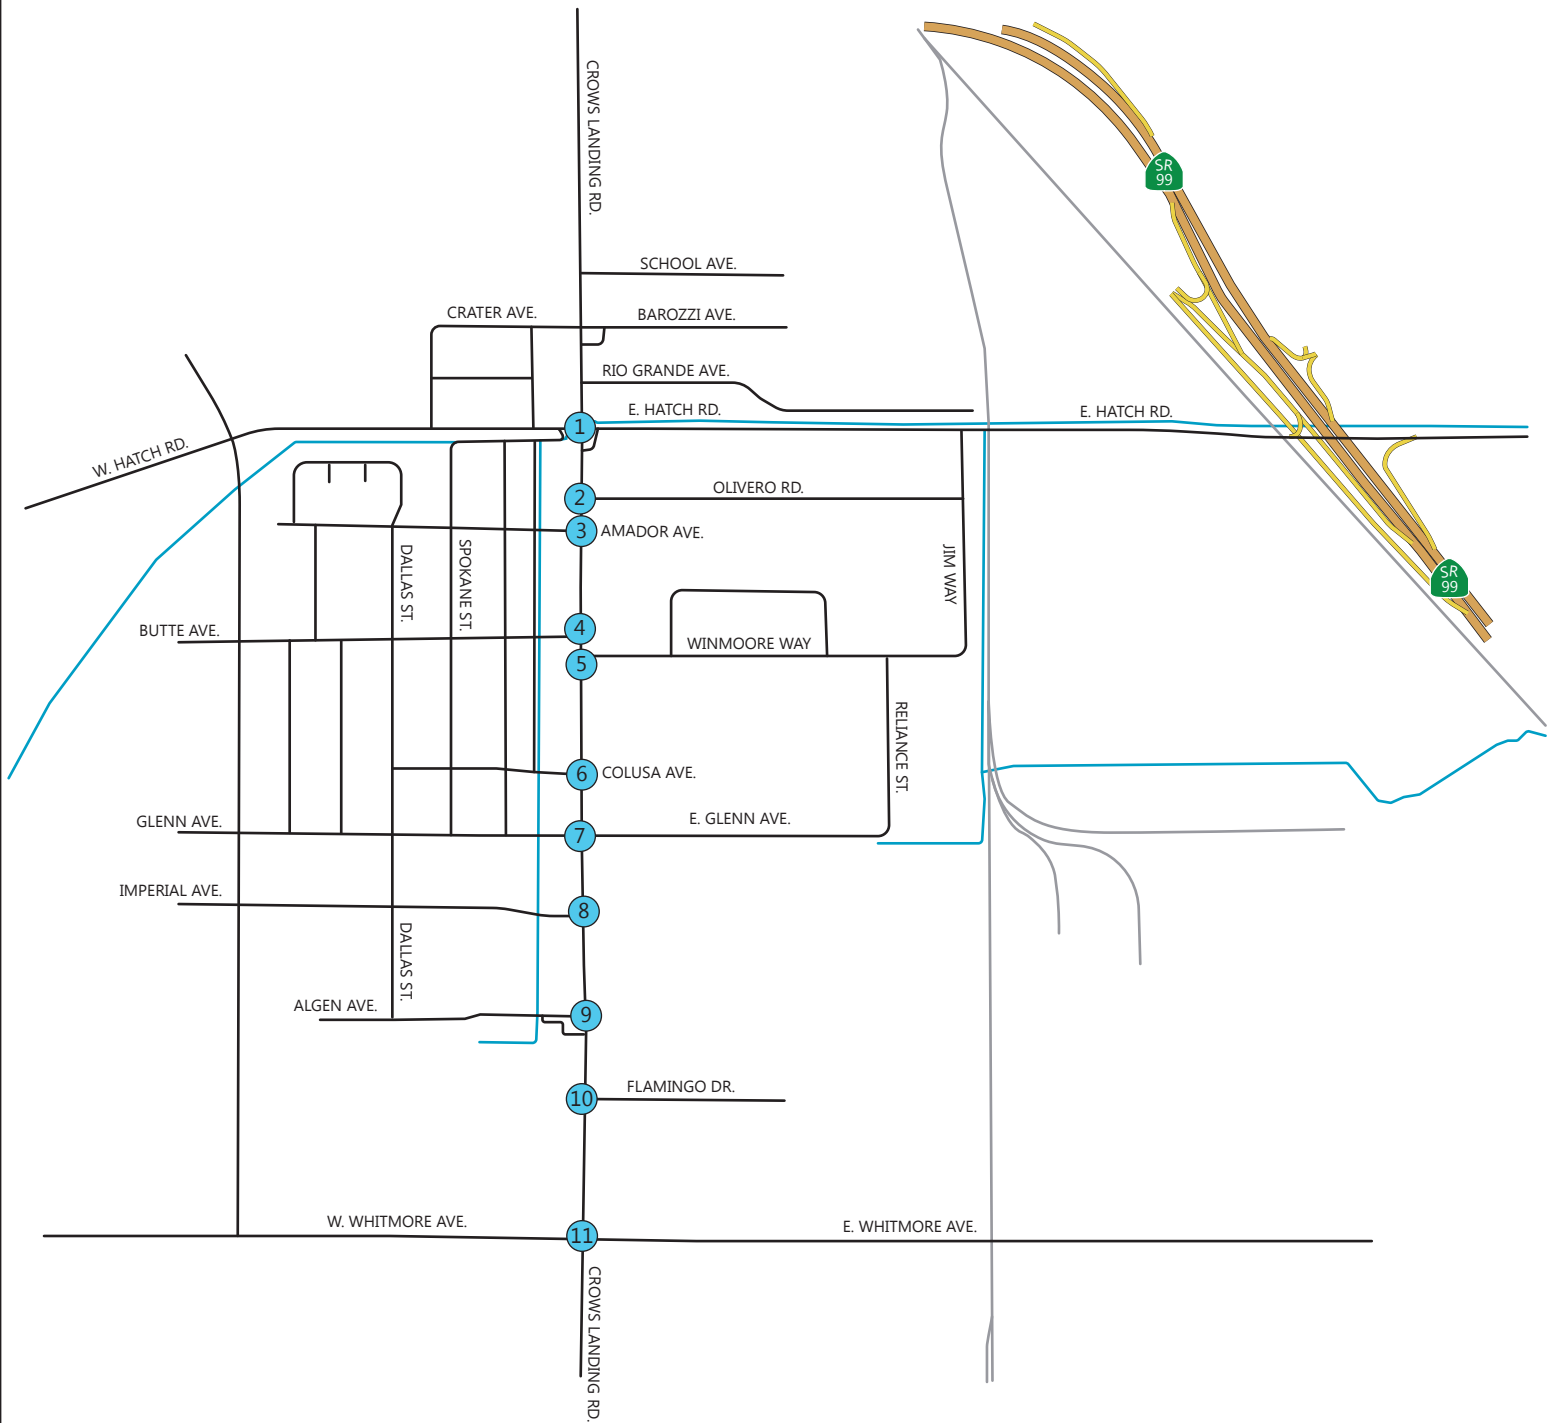 CROWS LANDING RD.
SR
99
SCHOOL AVE.
CRATER AVE.
BAROZZI AVE.
RIO GRANDE AVE.
E. HATCH RD.
E. HATCH RD.
1
W. HATCH RD.
OLIVERO RD.
2
3
AMADOR AVE.
DALLAS ST.
SPOKANE ST.
JIM WAY
SR
99
4
BUTTE AVE.
WINMOORE WAY
5
RELIANCE ST.
6
COLUSA AVE.
GLENN AVE.
E. GLENN AVE.
7
IMPERIAL AVE.
8
DALLAS ST.
ALGEN AVE.
9
FLAMINGO DR.
10
W. WHITMORE AVE.
E. WHITMORE AVE.
11
CROWS LANDING RD.